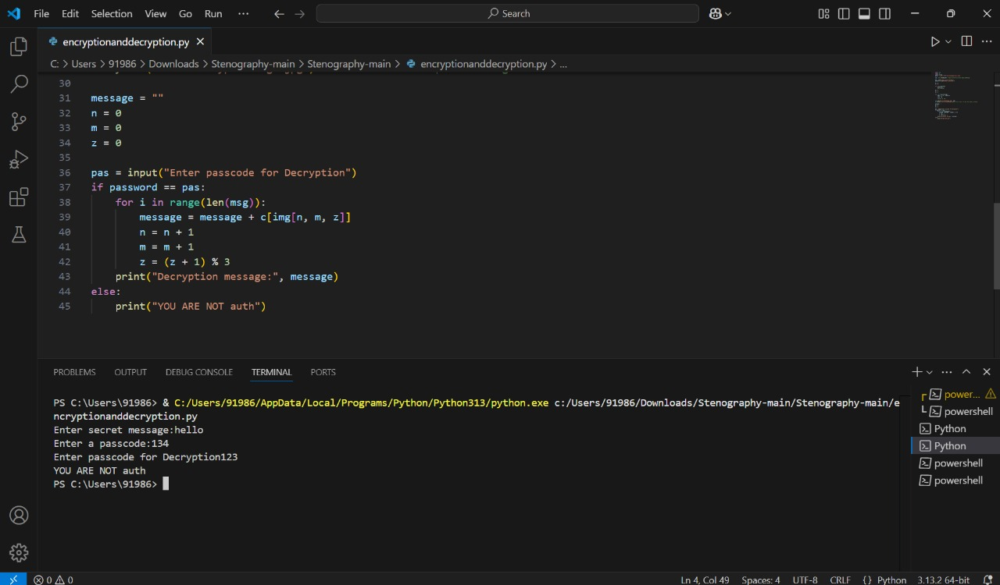 File Edit Selection View Go Run ··· Search
encryptionanddecryption.py
C: > Users > 91986 > Downloads > Stenography-main > Stenography-main > encryptionanddecryption.py > ...
30
31 message = ""
32 n = 0
33 m = 0
34 z = 0
35
36 pas = input("Enter passcode for Decryption")
37 if password == pas:
38 for i in range(len(msg)):
39 message = message + c[img[n, m, z]]
40 n = n + 1
41 m = m + 1
42 z = (z + 1) % 3
43 print("Decryption message:", message)
44 else:
45 print("YOU ARE NOT auth")
PROBLEMS OUTPUT DEBUG CONSOLE TERMINAL PORTS
PS C:\Users\91986> & C:/Users/91986/AppData/Local/Programs/Python/Python313/python.exe c:/Users/91986/Downloads/Stenography-main/Stenography-main/e
ncryptionanddecryption.py
Enter secret message:hello
Enter a passcode:134
Enter passcode for Decryption123
YOU ARE NOT auth
PS C:\Users\91986>
power...
powershell
Python
Python
powershell
powershell
0 0 Ln 4, Col 49 Spaces: 4 UTF-8 CRLF {} Python 3.13.2 64-bit